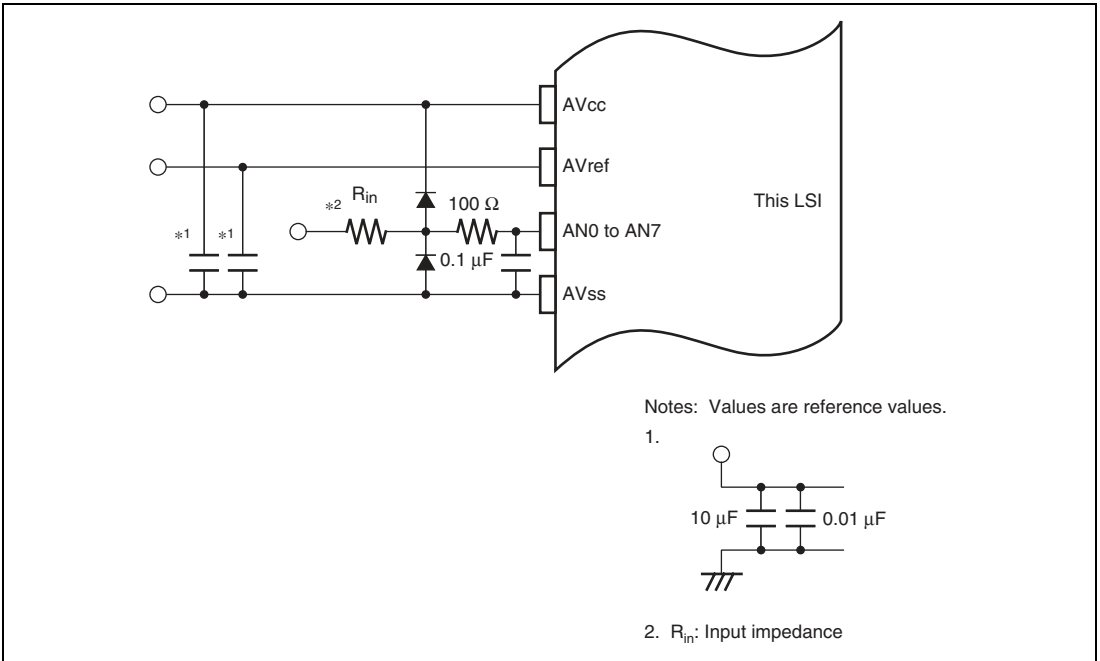 AVcc
AVref
This LSI
*2 Rin
100 Ω
AN0 to AN7
*1 *1
0.1 μF
AVss
Notes: Values are reference values.
1.
10 μF 0.01 μF
2. Rin: Input impedance